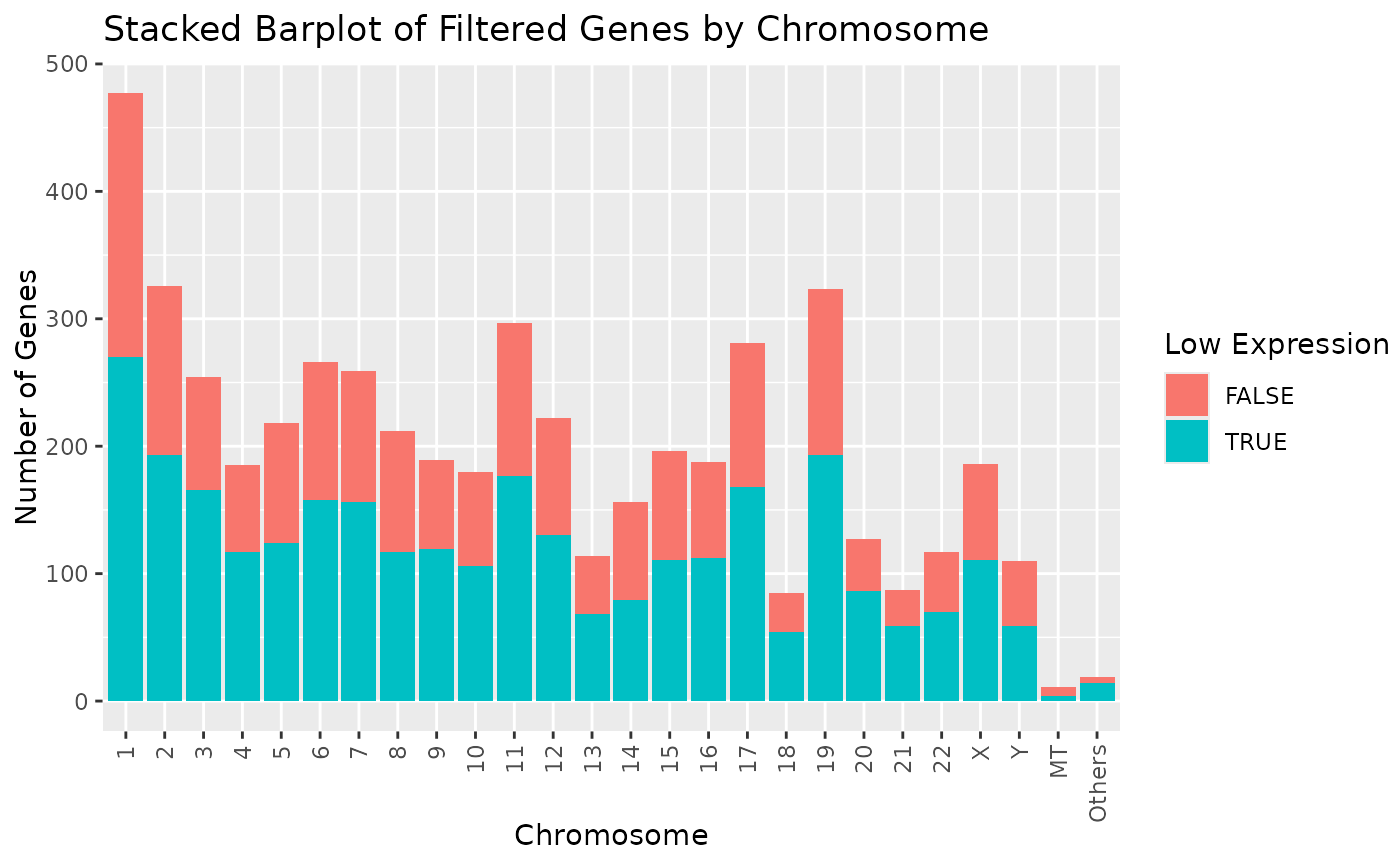 Stacked Barplot of Filtered Genes by Chromosome
Number of Genes
500
400
300
200
100
0
1 2 3 4 5 6 7 8 9 10 11 12 13 14 15 16 17 18 19 20 21 22 X Y MT Others
Chromosome
Low Expression
FALSE
TRUE